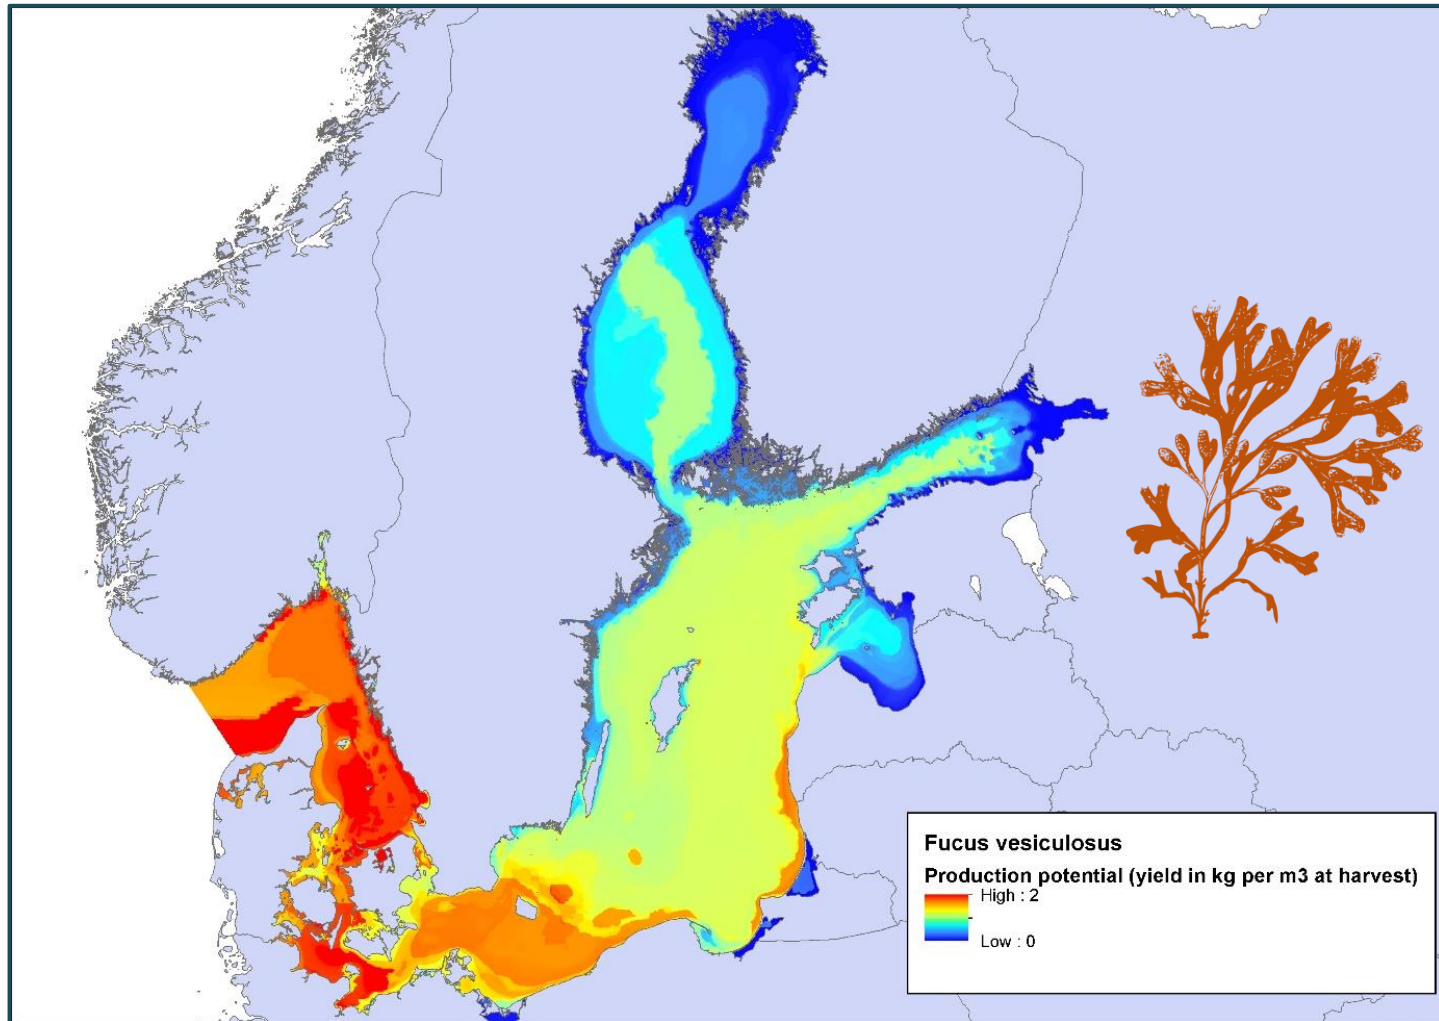 Fucus vesiculosus
Production potential (yield in kg per m3 at harvest)
High : 2
Low : 0